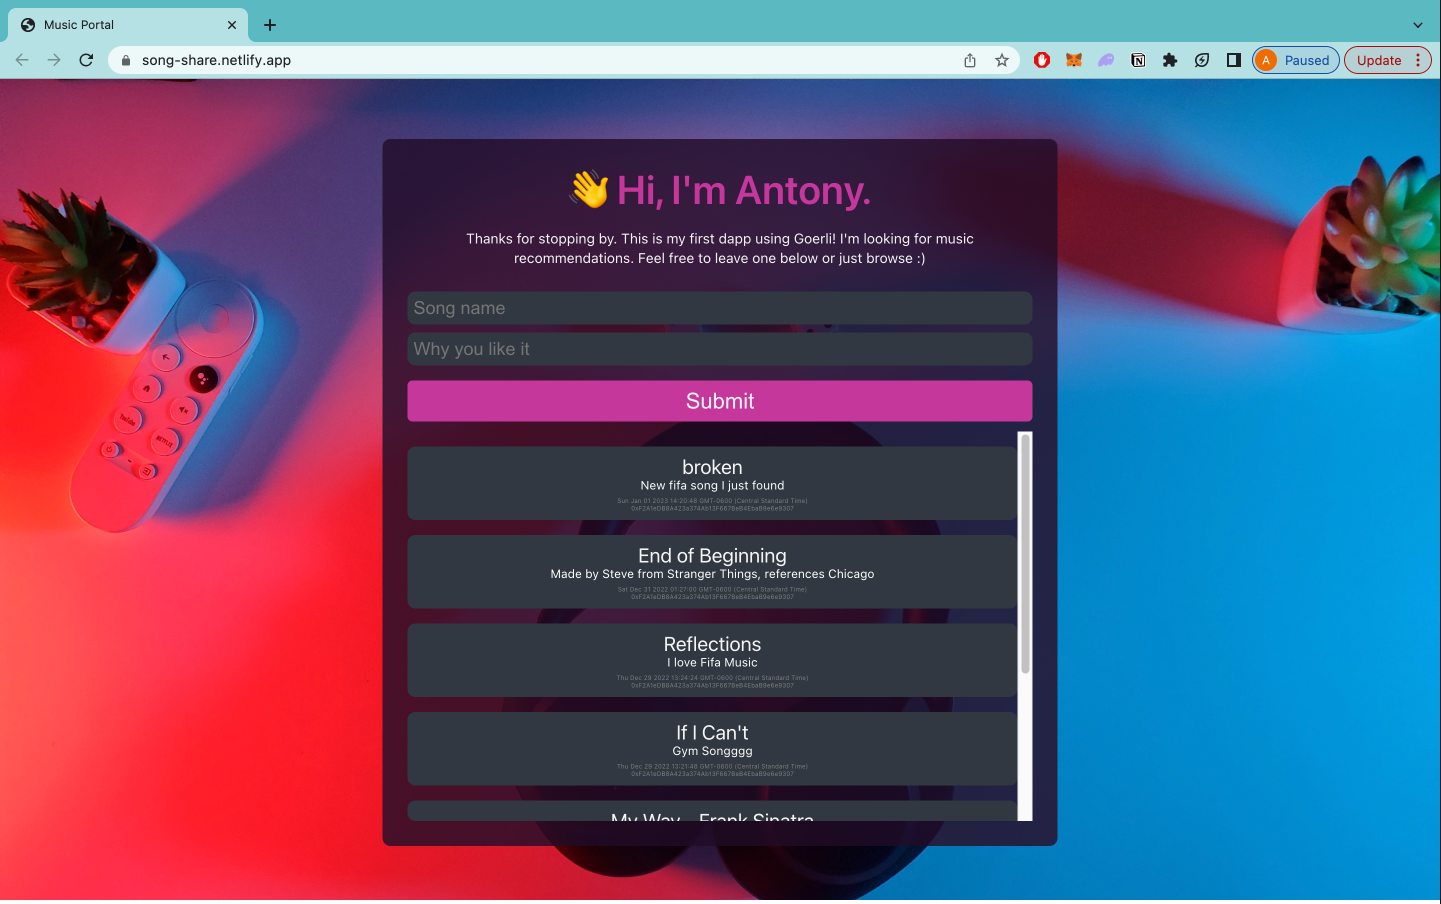 Music Portal
song-share.netlify.app
A
Paused
Update
👋 Hi, I'm Antony.
Thanks for stopping by. This is my first dapp using Goerli! I'm looking for music
recommendations. Feel free to leave one below or just browse :)
Song name
Why you like it
Submit
broken
New fifa song I just found
Sun Jan 01 2023 14:20:48 GMT-0600 (Central Standard Time)
End of Beginning
Made by Steve from Stranger Things, references Chicago
Sat Dec 31 2022 01:27:00 GMT-0600 (Central Standard Time)
Reflections
I love Fifa Music
Thu Dec 29 2022 13:24:24 GMT-0600 (Central Standard Time)
If I Can't
Gym Songggg
Thu Dec 29 2022 13:21:48 GMT-0600 (Central Standard Time)
My Way - Frank Sinatra
YouTube
NETFLIX